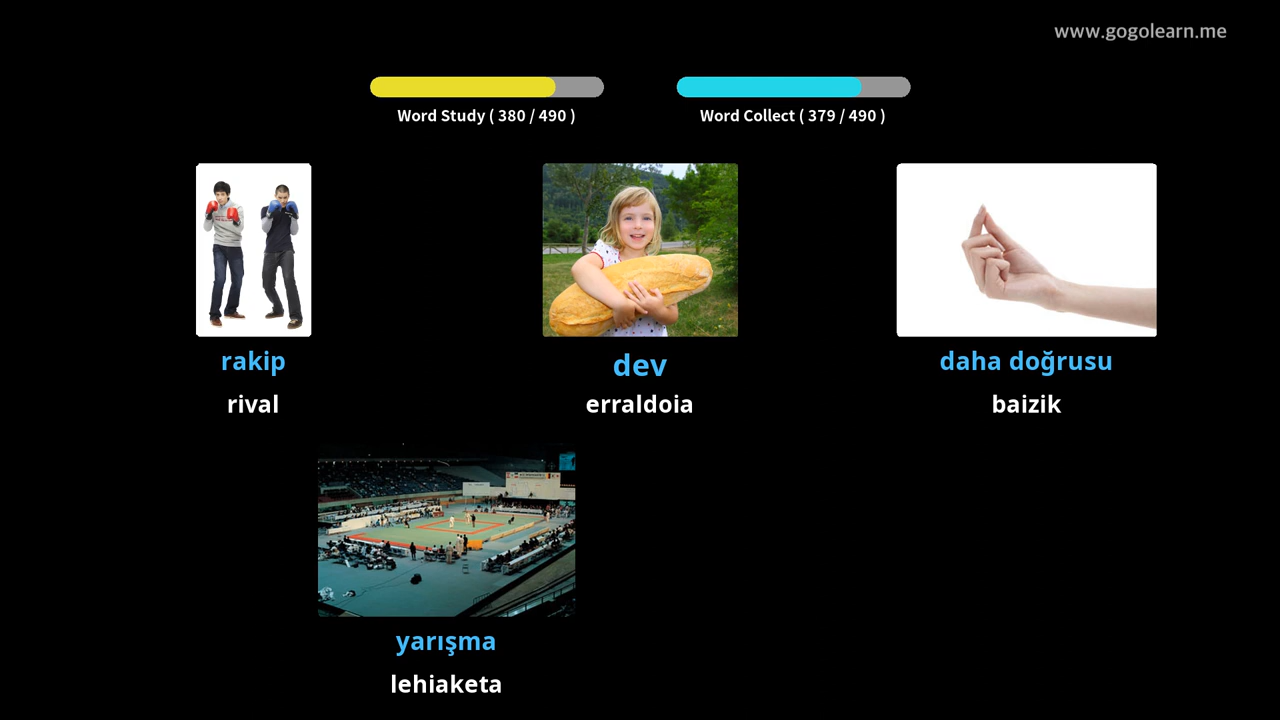 www.gogolearn.me
Word Study ( 380 / 490 )
Word Collect ( 379 / 490 )
rakip
rival
dev
erraldoia
daha doğrusu
baizik
yarışma
lehiaketa